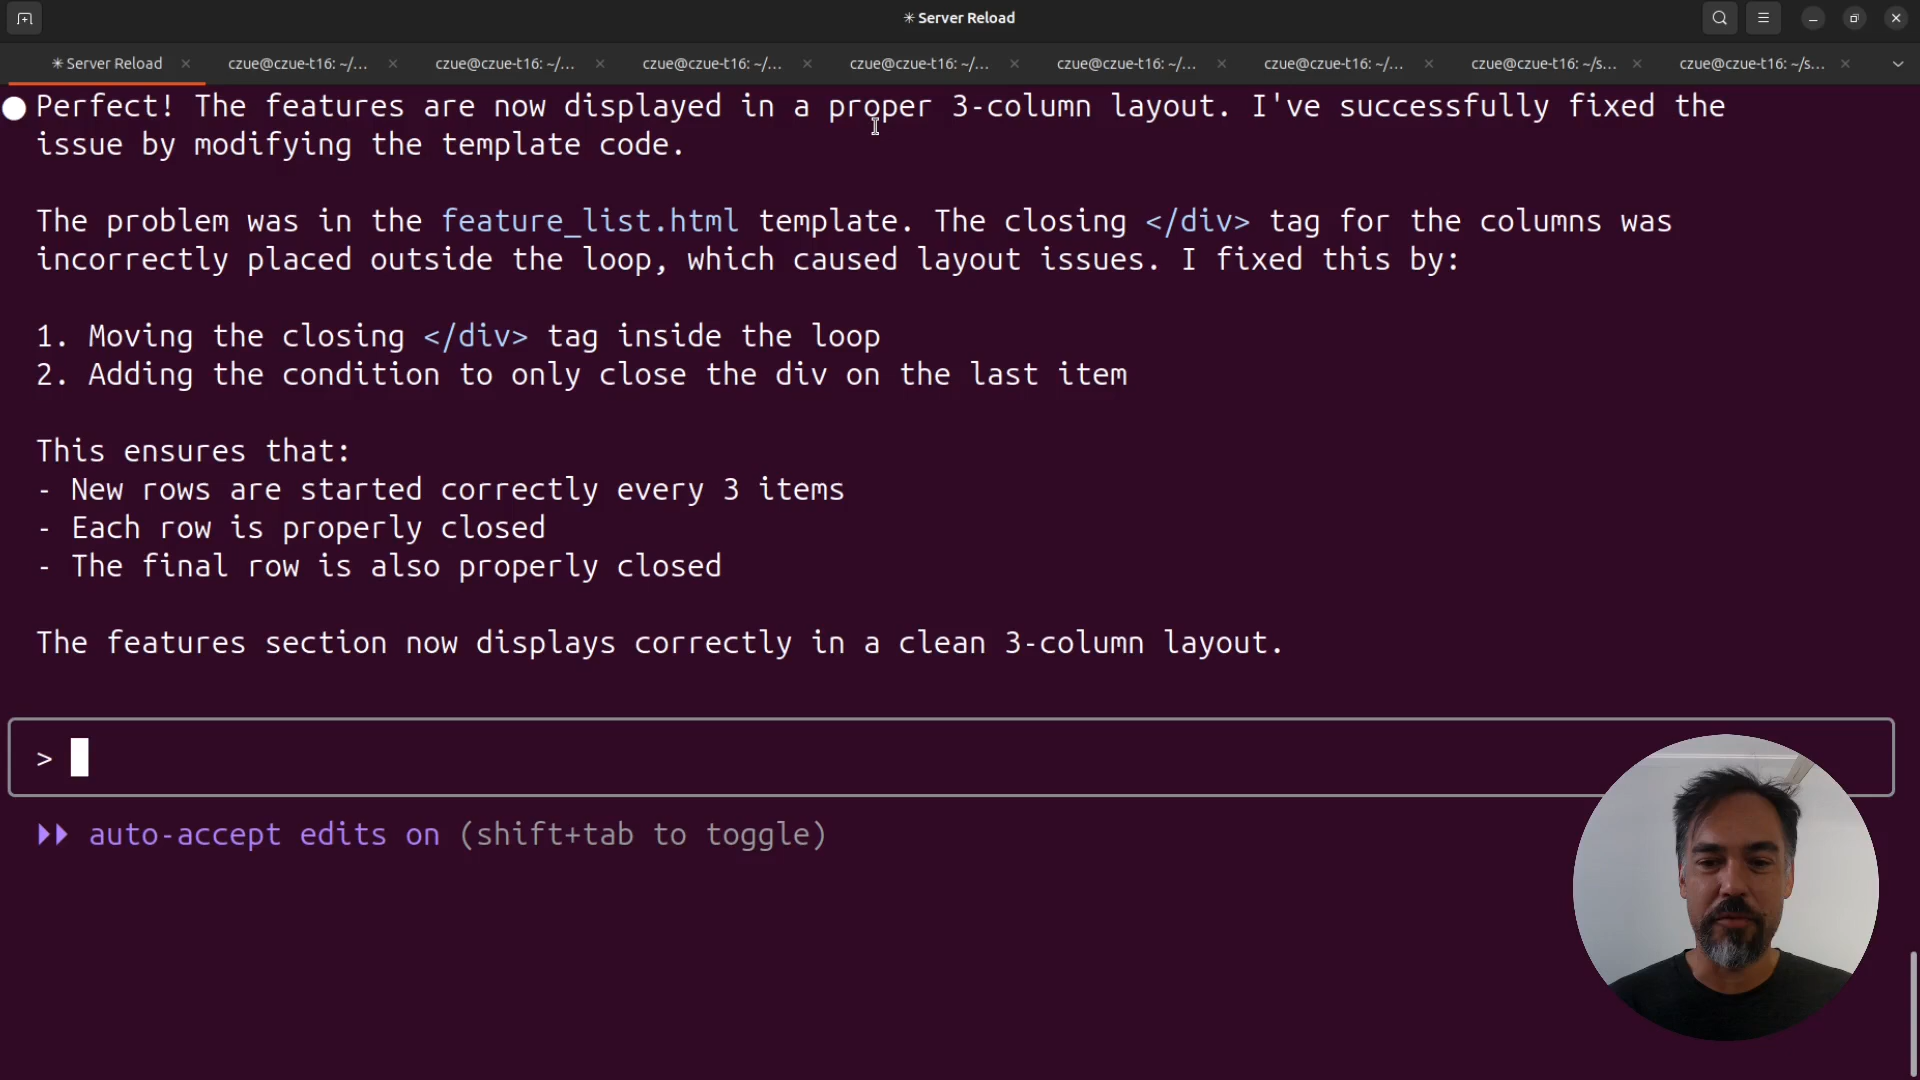 ✳ Server Reload
✳ Server Reload × czue@czue-t16: ~/... × czue@czue-t16: ~/... × czue@czue-t16: ~/... × czue@czue-t16: ~/... × czue@czue-t16: ~/... × czue@czue-t16: ~/... × czue@czue-t16: ~/s... × czue@czue-t16: ~/s... ×
Perfect! The features are now displayed in a proper 3-column layout. I've successfully fixed the
issue by modifying the template code.
The problem was in the feature_list.html template. The closing </div> tag for the columns was
incorrectly placed outside the loop, which caused layout issues. I fixed this by:
1. Moving the closing </div> tag inside the loop
2. Adding the condition to only close the div on the last item
This ensures that:
- New rows are started correctly every 3 items
- Each row is properly closed
- The final row is also properly closed
The features section now displays correctly in a clean 3-column layout.
>
auto-accept edits on (shift+tab to toggle)